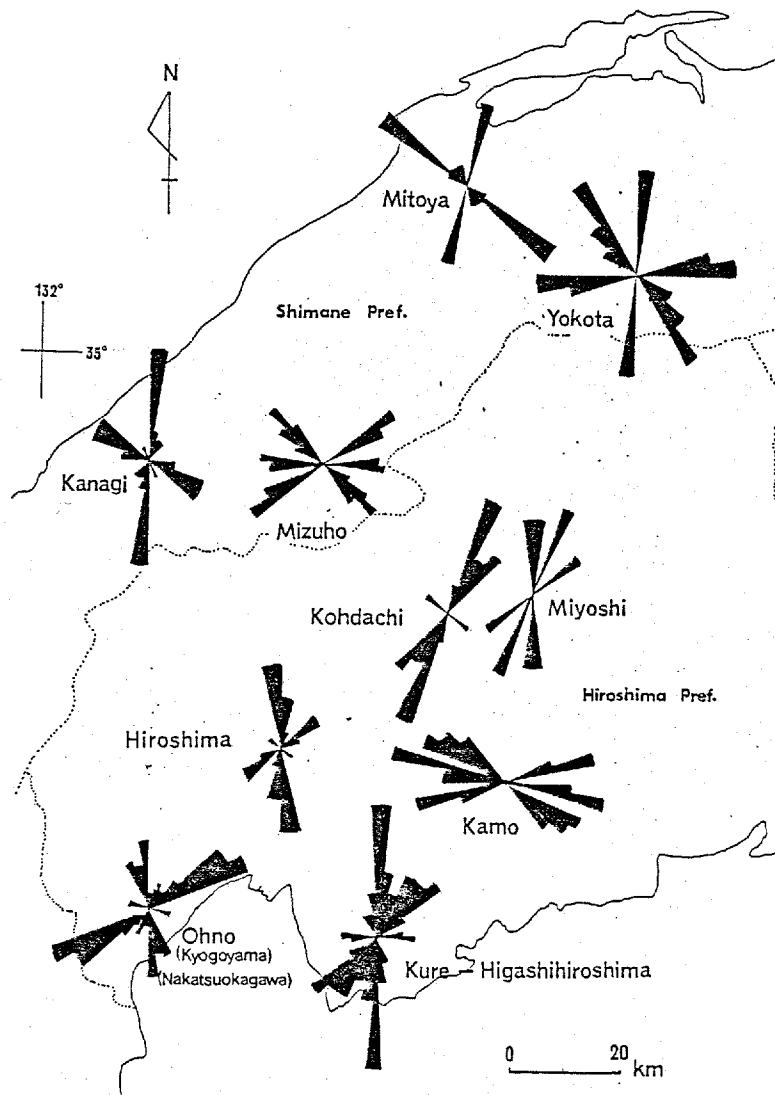 N
Mitoya
132°
35°
Shimane Pref.
Yokota
Kanagi
Mizuho
Kohdachi
Miyoshi
Hiroshima Pref.
Hiroshima
Kamo
Ohno
(Kyogoyama)
(Nakatsuokagawa)
Kure – Higashihiroshima
0 20 km